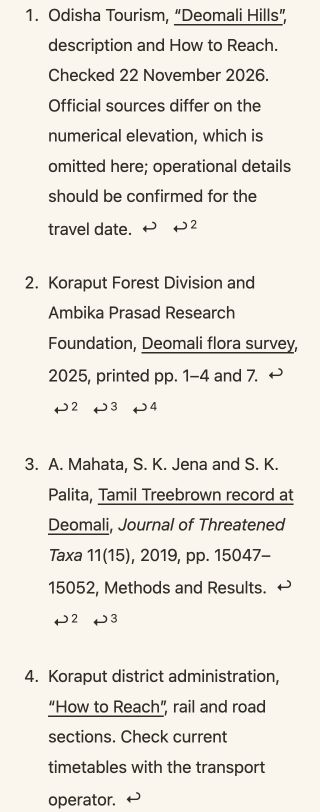 1. Odisha Tourism, “Deomali Hills”,
description and How to Reach.
Checked 22 November 2026.
Official sources differ on the
numerical elevation, which is
omitted here; operational details
should be confirmed for the
travel date. ↩ ↩2
2. Koraput Forest Division and
Ambika Prasad Research
Foundation, Deomali flora survey,
2025, printed pp. 1–4 and 7. ↩
↩2 ↩3 ↩4
3. A. Mahata, S. K. Jena and S. K.
Palita, Tamil Treebrown record at
Deomali, Journal of Threatened
Taxa 11(15), 2019, pp. 15047–
15052, Methods and Results. ↩
↩2 ↩3
4. Koraput district administration,
“How to Reach”, rail and road
sections. Check current
timetables with the transport
operator. ↩